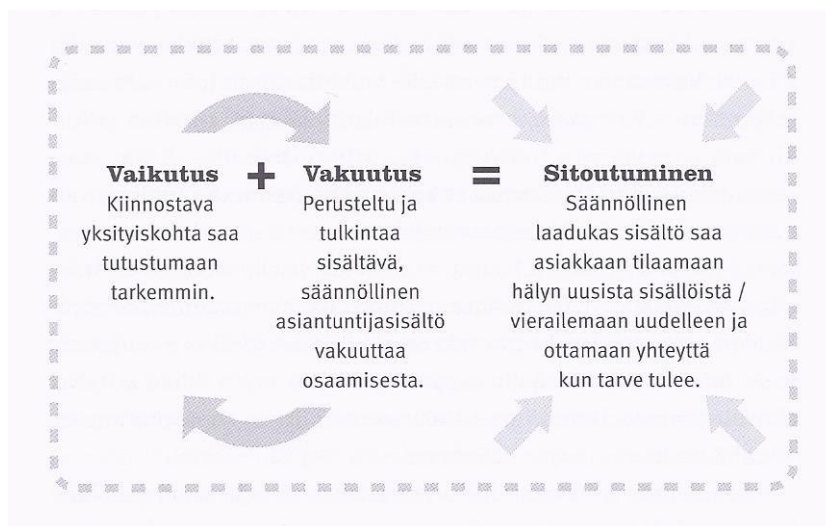 Vaikutus + Vakuutus = Sitoutuminen
Kiinnostava
yksityiskohta saa
tutustumaan
tarkemmin.
Perusteltu ja
tulkintaa
sisältävä,
säännöllinen
asiantuntijasisältö
vakuuttaa
osaamisesta.
Säännöllinen
laadukas sisältö saa
asiakkaan tilaamaan
hälyn uusista sisällöistä /
vierailemaan uudelleen ja
ottamaan yhteyttä
kun tarve tulee.